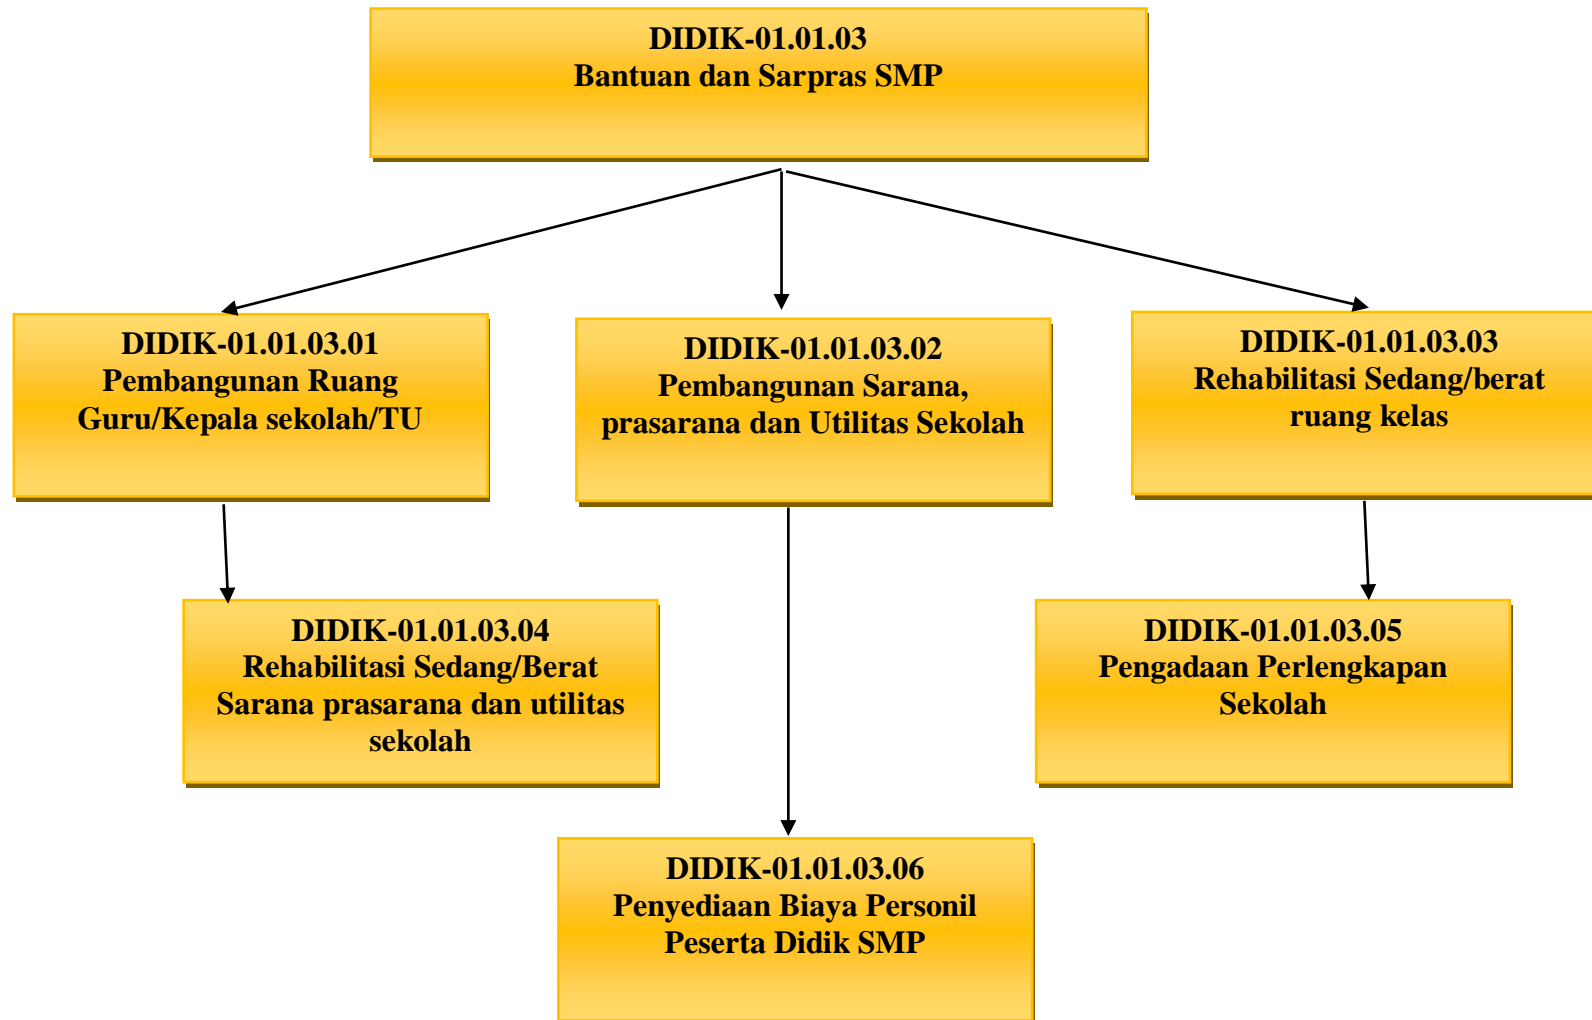 DIDIK-01.01.03
Bantuan dan Sarpras SMP
DIDIK-01.01.03.01
Pembangunan Ruang
Guru/Kepala sekolah/TU
DIDIK-01.01.03.02
Pembangunan Sarana,
prasarana dan Utilitas Sekolah
DIDIK-01.01.03.03
Rehabilitasi Sedang/berat
ruang kelas
DIDIK-01.01.03.04
Rehabilitasi Sedang/Berat
Sarana prasarana dan utilitas
sekolah
DIDIK-01.01.03.05
Pengadaan Perlengkapan
Sekolah
DIDIK-01.01.03.06
Penyediaan Biaya Personil
Peserta Didik SMP